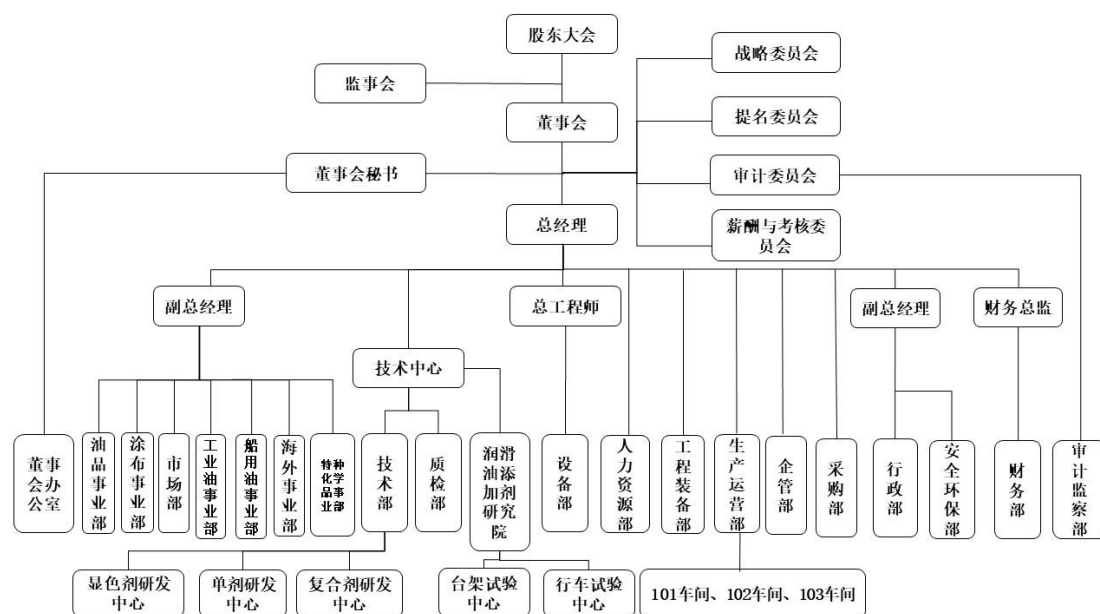 股东大会
战略委员会
监事会
提名委员会
董事会
董事会秘书
审计委员会
总经理
薪酬与考核委
员会
副总经理
总工程师
副总经理
财务总监
技术中心
董事
会办
公室
油品事业部
涂布事业部
市场部
工业油事业部
船用油事业部
海外事业部
特种
化学
品事
业部
技术部
质检部
润滑
油添
加剂
研究
院
设备部
人力资源部
工程装备部
生产运营部
企管部
采购部
行政部
安全环保部
财务部
审计监察部
显色剂研发
中心
单剂研发
中心
复合剂研发
中心
台架试验
中心
行车试验
中心
101车间、102车间、103车间